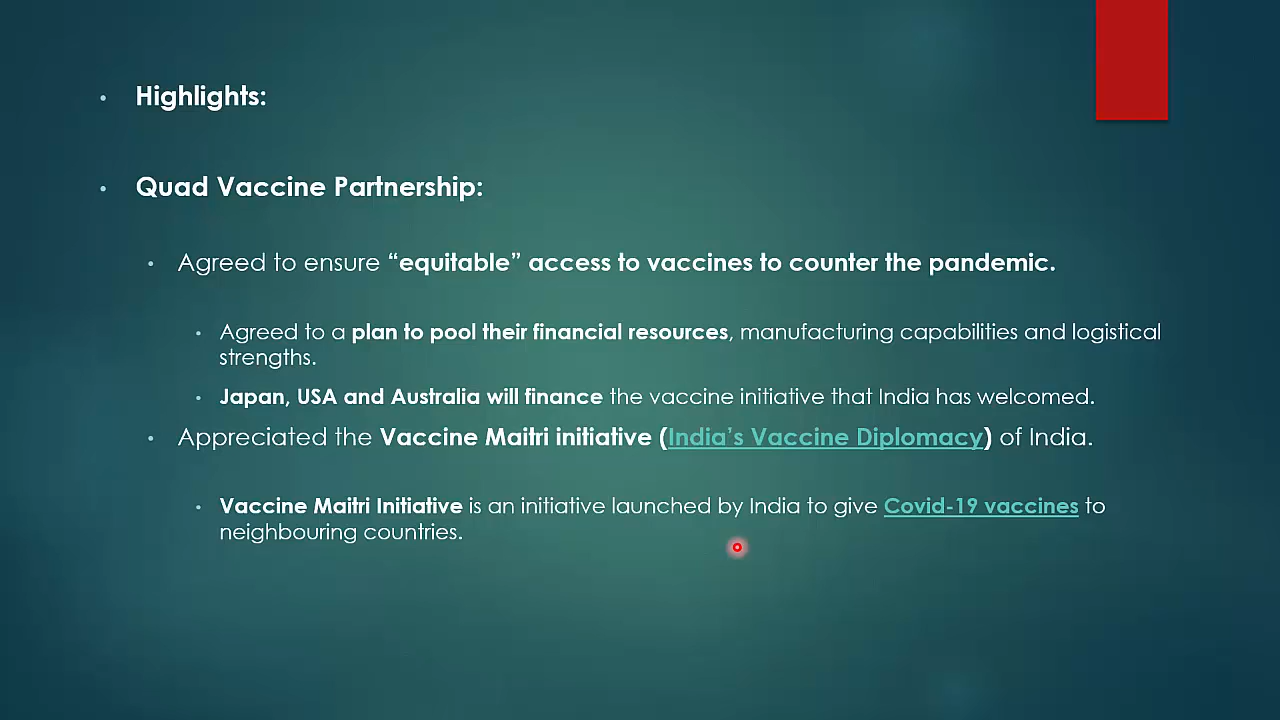 Highlights:
Quad Vaccine Partnership:
Agreed to ensure “equitable” access to vaccines to counter the pandemic.
Agreed to a plan to pool their financial resources, manufacturing capabilities and logistical
strengths.
Japan, USA and Australia will finance the vaccine initiative that India has welcomed.
Appreciated the Vaccine Maitri initiative (India’s Vaccine Diplomacy) of India.
Vaccine Maitri Initiative is an initiative launched by India to give Covid-19 vaccines to
neighbouring countries.